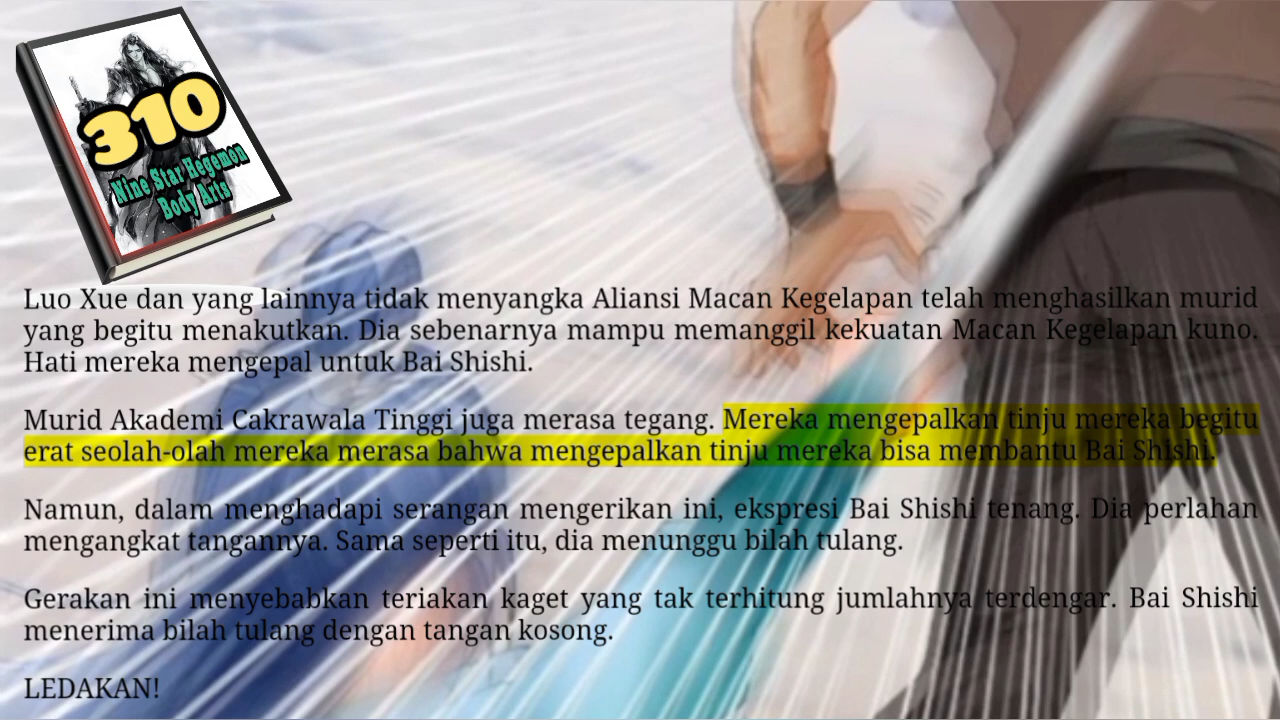 310
Nine Star Hegemon
Body Arts
Luo Xue dan yang lainnya tidak menyangka Aliansi Macan Kegelapan telah menghasilkan murid
yang begitu menakutkan. Dia sebenarnya mampu memanggil kekuatan Macan Kegelapan kuno.
Hati mereka mengepal untuk Bai Shishi.
Murid Akademi Cakrawala Tinggi juga merasa tegang. Mereka mengepalkan tinju mereka begitu
erat seolah-olah mereka merasa bahwa mengepalkan tinju mereka bisa membantu Bai Shishi.
Namun, dalam menghadapi serangan mengerikan ini, ekspresi Bai Shishi tenang. Dia perlahan
mengangkat tangannya. Sama seperti itu, dia menunggu bilah tulang.
Gerakan ini menyebabkan teriakan kaget yang tak terhitung jumlahnya terdengar. Bai Shishi
menerima bilah tulang dengan tangan kosong.
LEDAKAN!